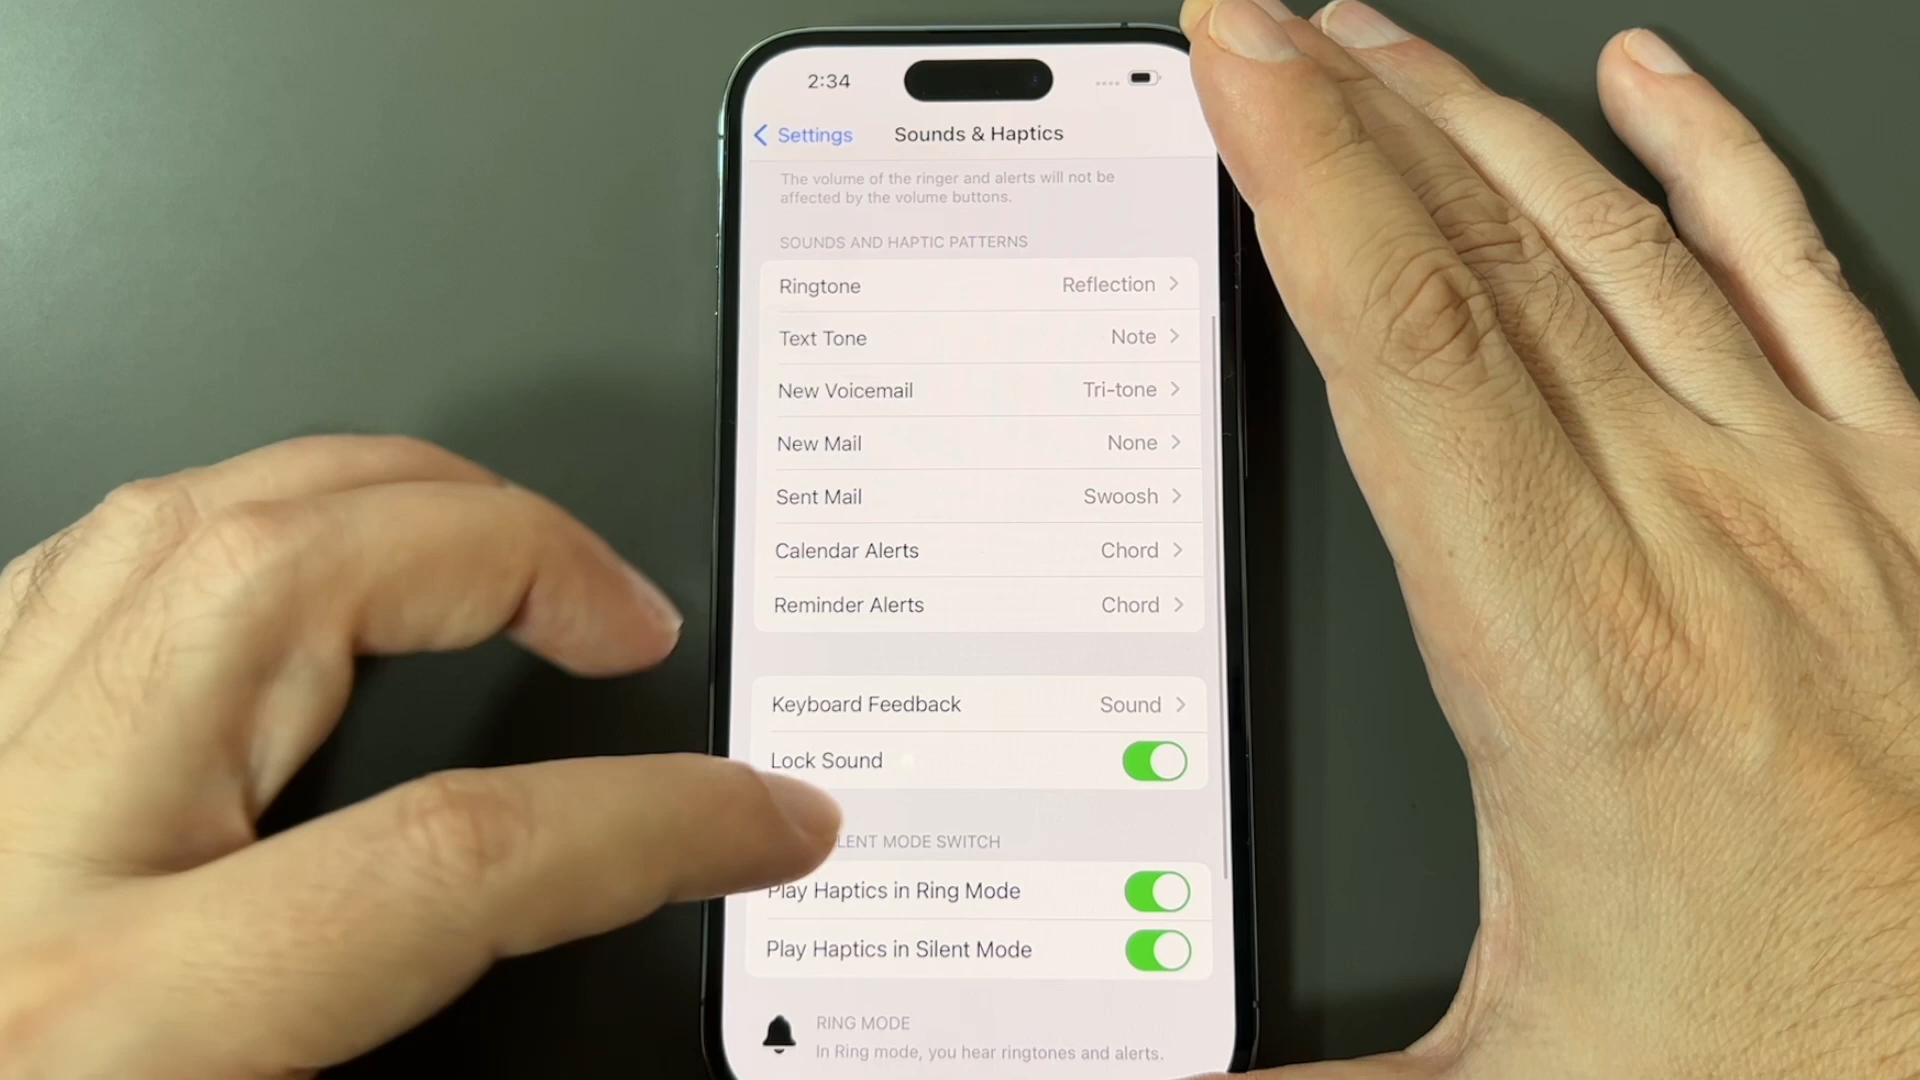 2:34
Settings
Sounds & Haptics
The volume of the ringer and alerts will not be
affected by the volume buttons.
SOUNDS AND HAPTIC PATTERNS
Ringtone Reflection
Text Tone Note
New Voicemail Tri-tone
New Mail None
Sent Mail Swoosh
Calendar Alerts Chord
Reminder Alerts Chord
Keyboard Feedback Sound
Lock Sound
MODE SWITCH
Play Haptics in Ring Mode
Play Haptics in Silent Mode
RING MODE
In Ring mode, you hear ringtones and alerts.